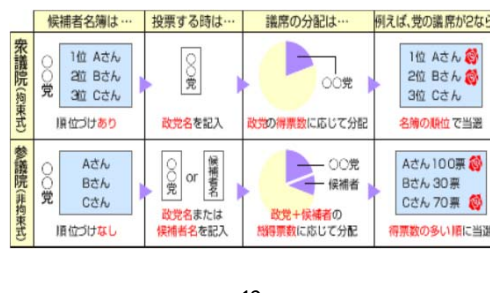 候補者名簿は…
投票する時は…
議席の分配は…
例えば、党の議席が2なら
衆議院(拘束式)
○○党
1位 Aさん
2位 Bさん
3位 Cさん
順位づけあり
○○党
政党名を記入
○○党
政党の得票数に応じて分配
1位 Aさん
2位 Bさん
3位 Cさん
名簿の順位で当選
参議院(非拘束式)
○○党
Aさん
Bさん
Cさん
順位づけなし
○○党 or 候補者名
政党名または
候補者名を記入
○○党
候補者
政党+候補者の
総得票数に応じて分配
Aさん100票
Bさん 30票
Cさん 70票
得票数の多い順に当選